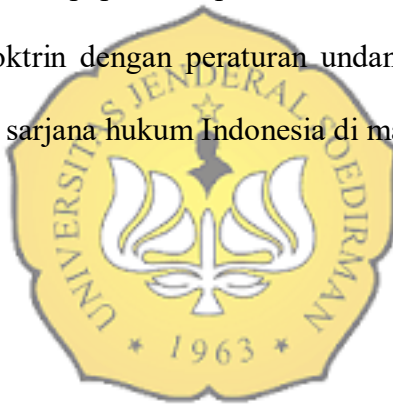 oktrin dengan peraturan undan
sarjana hukum Indonesia di ma
UNIVERSITAS JENDERAL SOEDIRMAN
* 1963 *